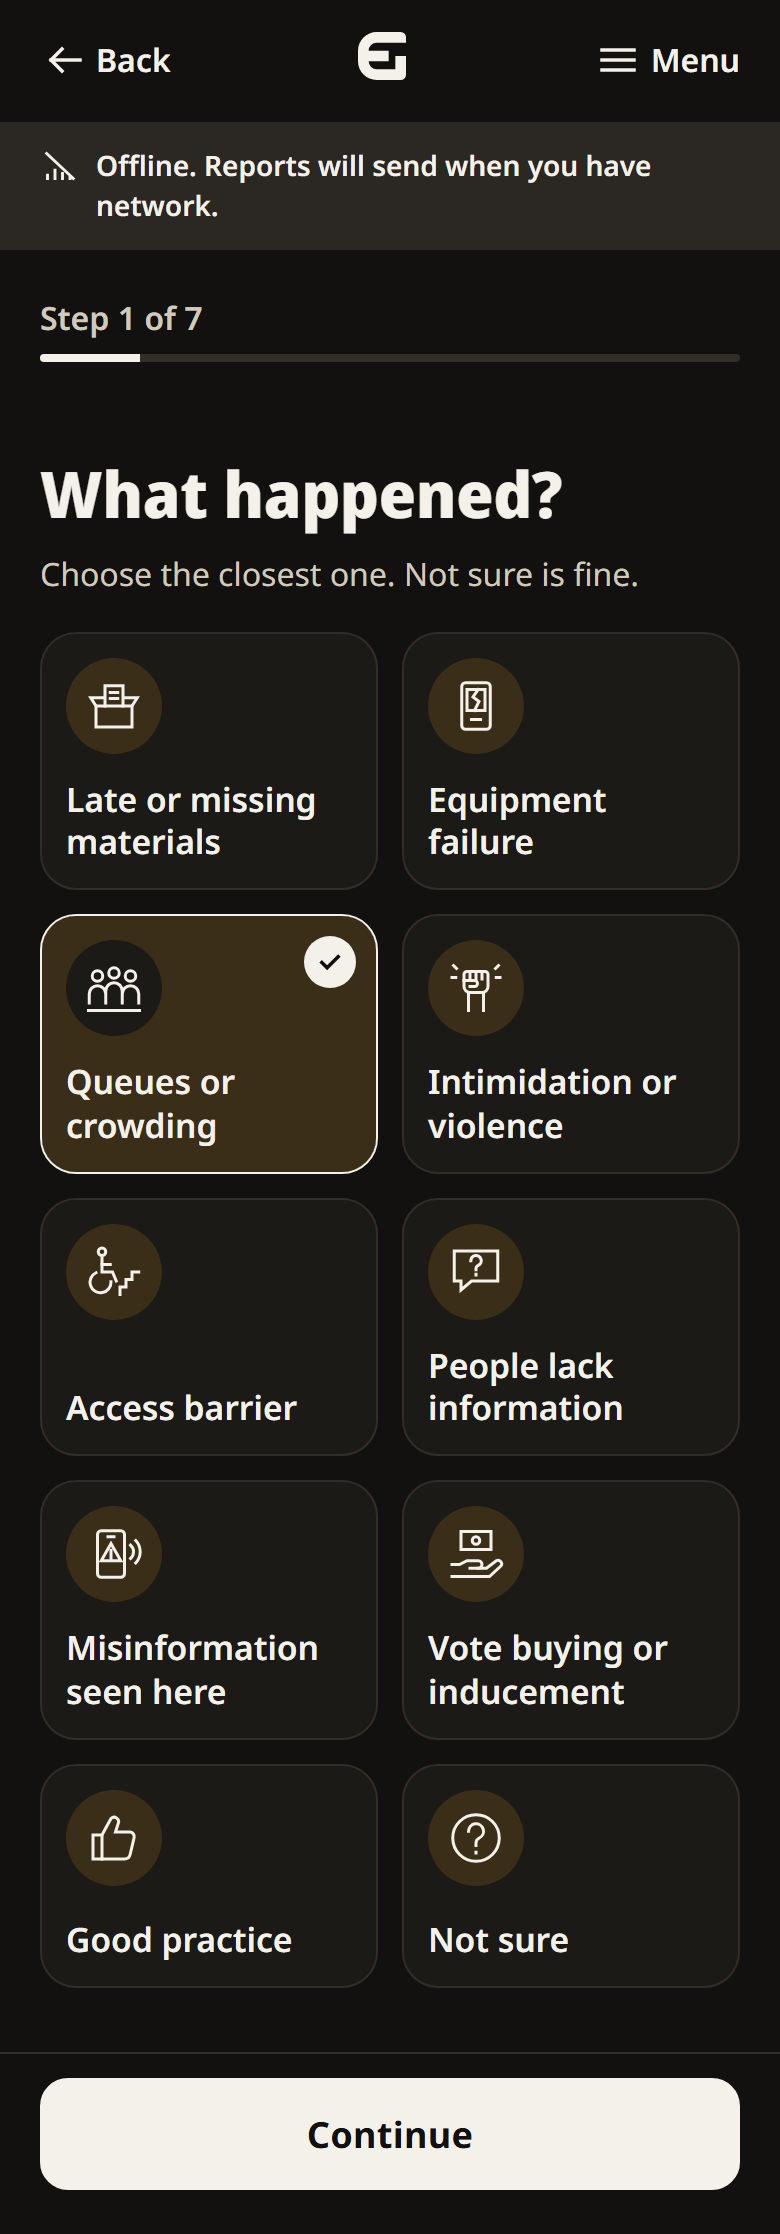 Back
Menu
Offline. Reports will send when you have
network.
Step 1 of 7
What happened?
Choose the closest one. Not sure is fine.
Late or missing
materials
Equipment
failure
Queues or
crowding
Intimidation or
violence
Access barrier
People lack
information
Misinformation
seen here
Vote buying or
inducement
Good practice
Not sure
Continue